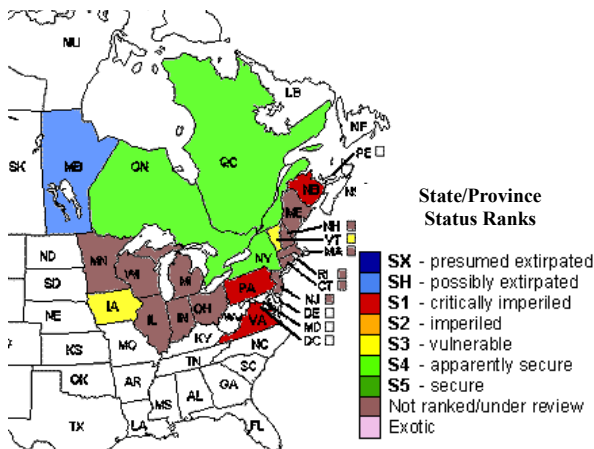 NU
LB
NF
SK
MB
ON
QC
PE
NB
NS
ME
NH
VT
MA
ND
MN
SD
WI
MI
NY
RI
CT
NE
IA
PA
NJ
IL
IN
OH
DE
WV
MD
KS
MO
KY
VA
DC
TN
NC
OK
AR
SC
MS
AL
GA
TX
LA
FL
State/Province
Status Ranks
SX - presumed extirpated
SH - possibly extirpated
S1 - critically imperiled
S2 - imperiled
S3 - vulnerable
S4 - apparently secure
S5 - secure
Not ranked/under review
Exotic